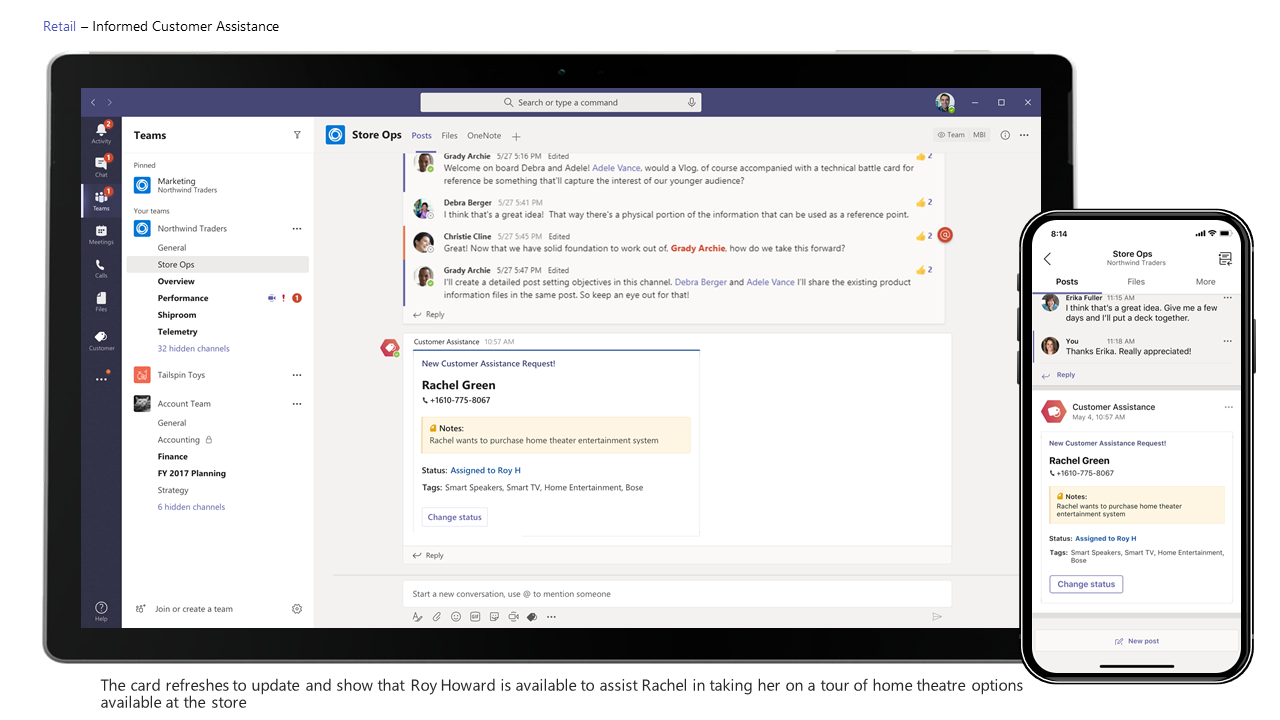 Retail – Informed Customer Assistance
Search or type a command
Activity
2
Chat
1
Teams
1
Meetings
Calls
Files
Customer
Help
Teams
Pinned
Marketing
Northwind Traders
Your teams
Northwind Traders
General
Store Ops
Overview
Performance
! 1
Shiproom
Telemetry
32 hidden channels
Tailspin Toys
Account Team
General
Accounting
Finance
FY 2017 Planning
Strategy
6 hidden channels
Join or create a team
Store Ops Posts Files OneNote
Team MBI
Grady Archie 5/27 5:16 PM Edited
2
Welcome on board Debra and Adele! Adele Vance, would a Vlog, of course accompanied with a technical battle card for
reference be something that'll capture the interest of our younger audience?
Debra Berger 5/27 5:41 PM
2
I think that's a great idea! That way there's a physical portion of the information that can be used as a reference point.
Christie Cline 5/27 5:45 PM Edited
2 @
Great! Now that we have solid foundation to work out of. Grady Archie, how do we take this forward?
Grady Archie 5/27 5:47 PM Edited
2
I'll create a detailed post setting objectives in this channel. Debra Berger and Adele Vance I'll share the existing product
information files in the same post. So keep an eye out for that!
Reply
Customer Assistance 10:57 AM
New Customer Assistance Request!
Rachel Green
+1610-775-8067
Notes:
Rachel wants to purchase home theater entertainment system
Status: Assigned to Roy H
Tags: Smart Speakers, Smart TV, Home Entertainment, Bose
Change status
Reply
Start a new conversation, use @ to mention someone
GIF
8:14
Store Ops
Northwind Traders
Posts Files More
Erika Fuller 11:15 AM
I think that's a great idea. Give me a few
days and I'll put a deck together.
You 11:18 AM
Thanks Erika. Really appreciated!
Reply
Customer Assistance
May 4, 10:57 AM
New Customer Assistance Request!
Rachel Green
+1610-775-8067
Notes:
Rachel wants to purchase home theater
entertainment system
Status: Assigned to Roy H
Tags: Smart Speakers, Smart TV, Home Entertainment,
Bose
Change status
New post
The card refreshes to update and show that Roy Howard is available to assist Rachel in taking her on a tour of home theatre options
available at the store